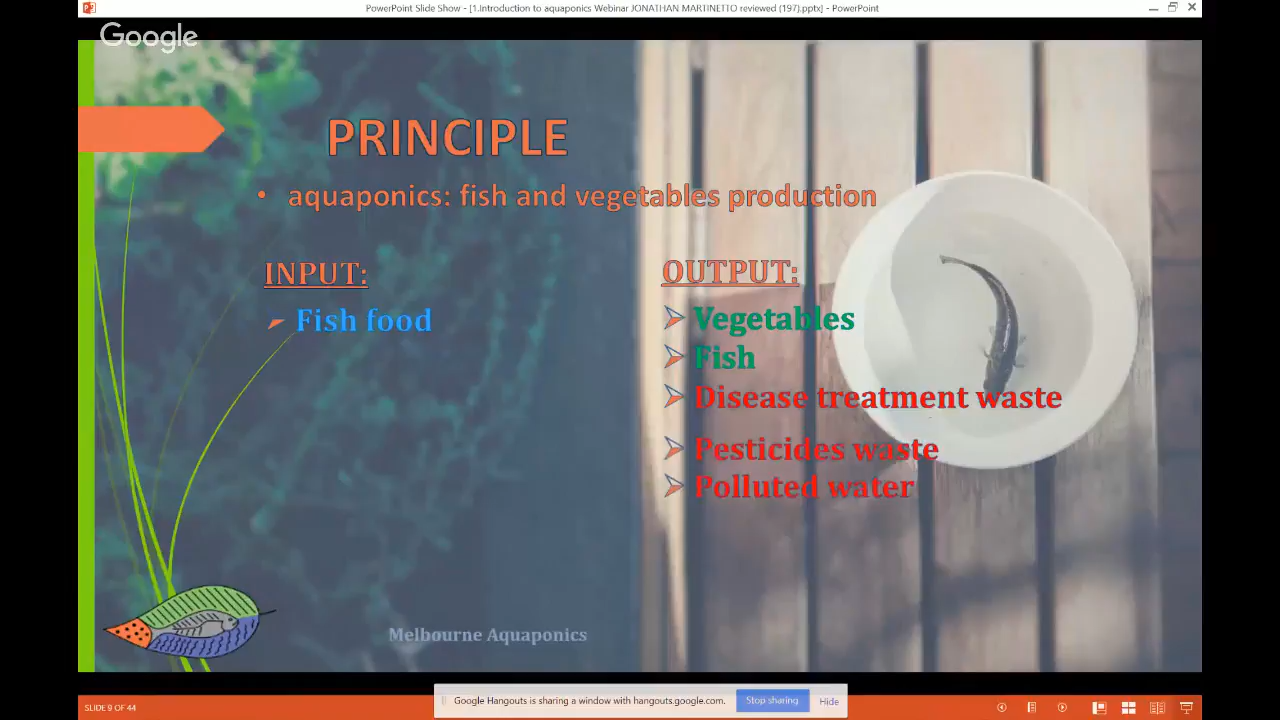 PowerPoint Slide Show - [1.Introduction to aquaponics Webinar JONATHAN MARTINETTO reviewed (197).pptx] - PowerPoint
Google
PRINCIPLE
• aquaponics: fish and vegetables production
INPUT:
Fish food
OUTPUT:
Vegetables
Fish
Disease treatment waste
Pesticides waste
Polluted water
Melbourne Aquaponics
Google Hangouts is sharing a window with hangouts.google.com.
Stop sharing
Hide
SLIDE 9 OF 44